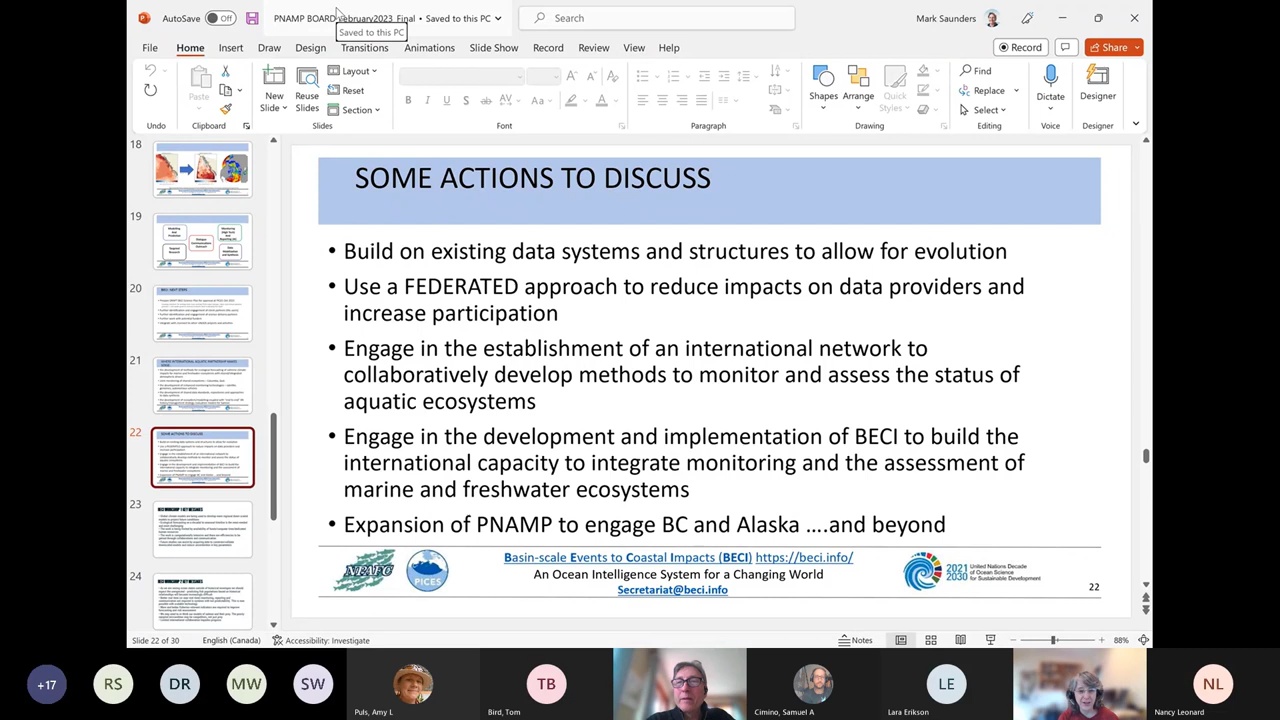 AutoSave Off PNAMP BOARD February2023_Final • Saved to this PC Search Mark Saunders
Saved to this PC
File Home Insert Draw Design Transitions Animations Slide Show Record Review View Help Record Share
Undo
Paste
Clipboard
New Slide
Reuse Slides
Layout
Reset
Section
Slides
Font
Paragraph
Shapes
Arrange
Quick Styles
Drawing
Find
Replace
Select
Editing
Dictate
Voice
Designer
Designer
18
19
20
21
22
23
24
SOME ACTIONS TO DISCUSS
• Build on existing data systems and structures to allow for evolution
• Use a FEDERATED approach to reduce impacts on data providers and
increase participation
• Engage in the establishment of an international network to
collaboratively develop methods to monitor and assess the status of
aquatic ecosystems
• Engage in the development and implementation of BECI to build the
international capacity to integrate monitoring and the assessment of
marine and freshwater ecosystems
• Expansion of PNAMP to engage BC and Alaska ….and beyond
NPAFC
PICES
Basin-scale Events to Coastal Impacts (BECI) https://beci.info/
An Ocean Intelligence System for a Changing World
Secretariat@beci.info
2021
2030
United Nations Decade
of Ocean Science
for Sustainable Development
22
Slide 22 of 30 English (Canada) Accessibility: Investigate Notes 88%
+17 RS DR MW SW TB LE NL
Puls, Amy L Bird, Tom Cimino, Samuel A Lara Erikson Nancy Leonard